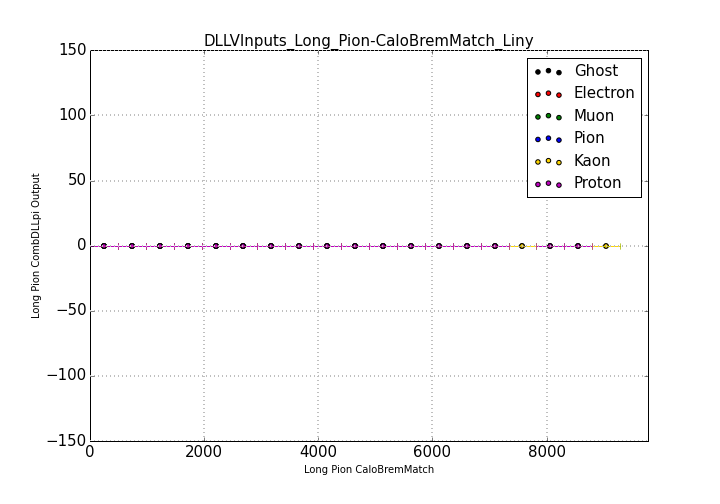 DLLVInputs_Long_Pion-CaloBremMatch_Liny
Long Pion CombDLLpi Output
150
100
50
0
−50
−100
−150
0 2000 4000 6000 8000
Long Pion CaloBremMatch
Ghost
Electron
Muon
Pion
Kaon
Proton